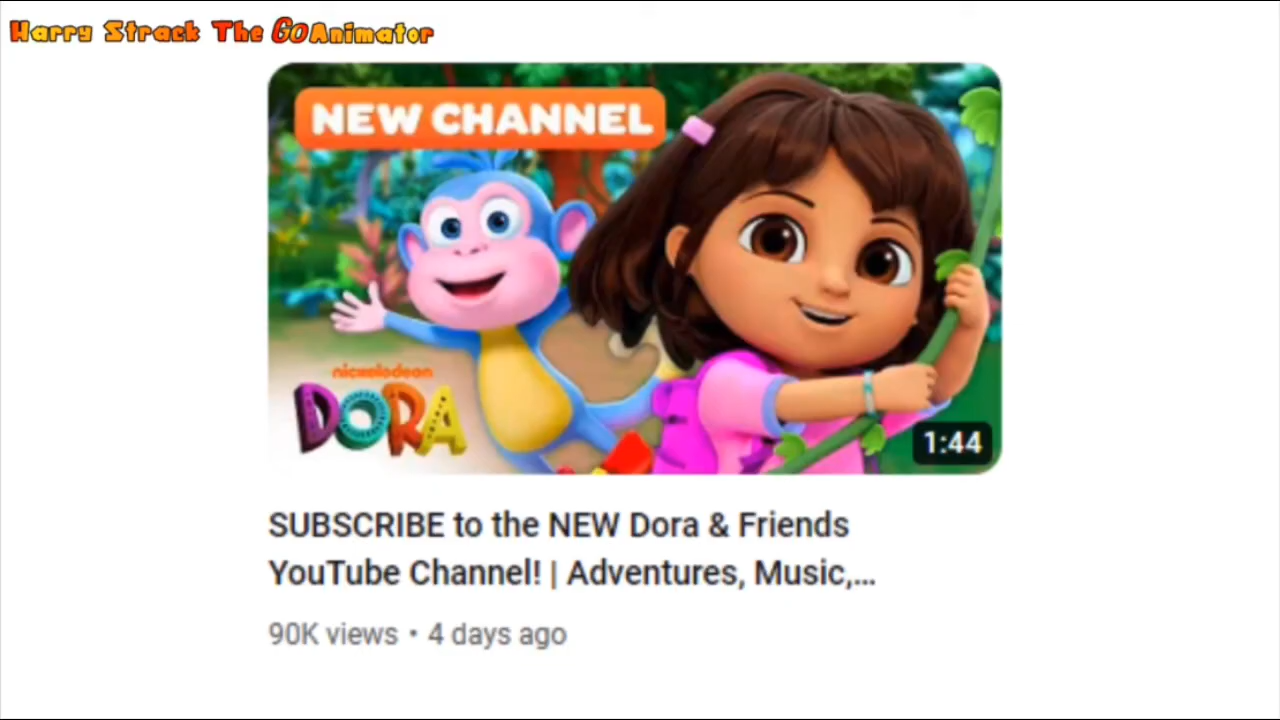 Harry Strack The GoAnimator
NEW CHANNEL
nickelodeon
DORA
1:44
SUBSCRIBE to the NEW Dora & Friends
YouTube Channel! | Adventures, Music,...
90K views • 4 days ago